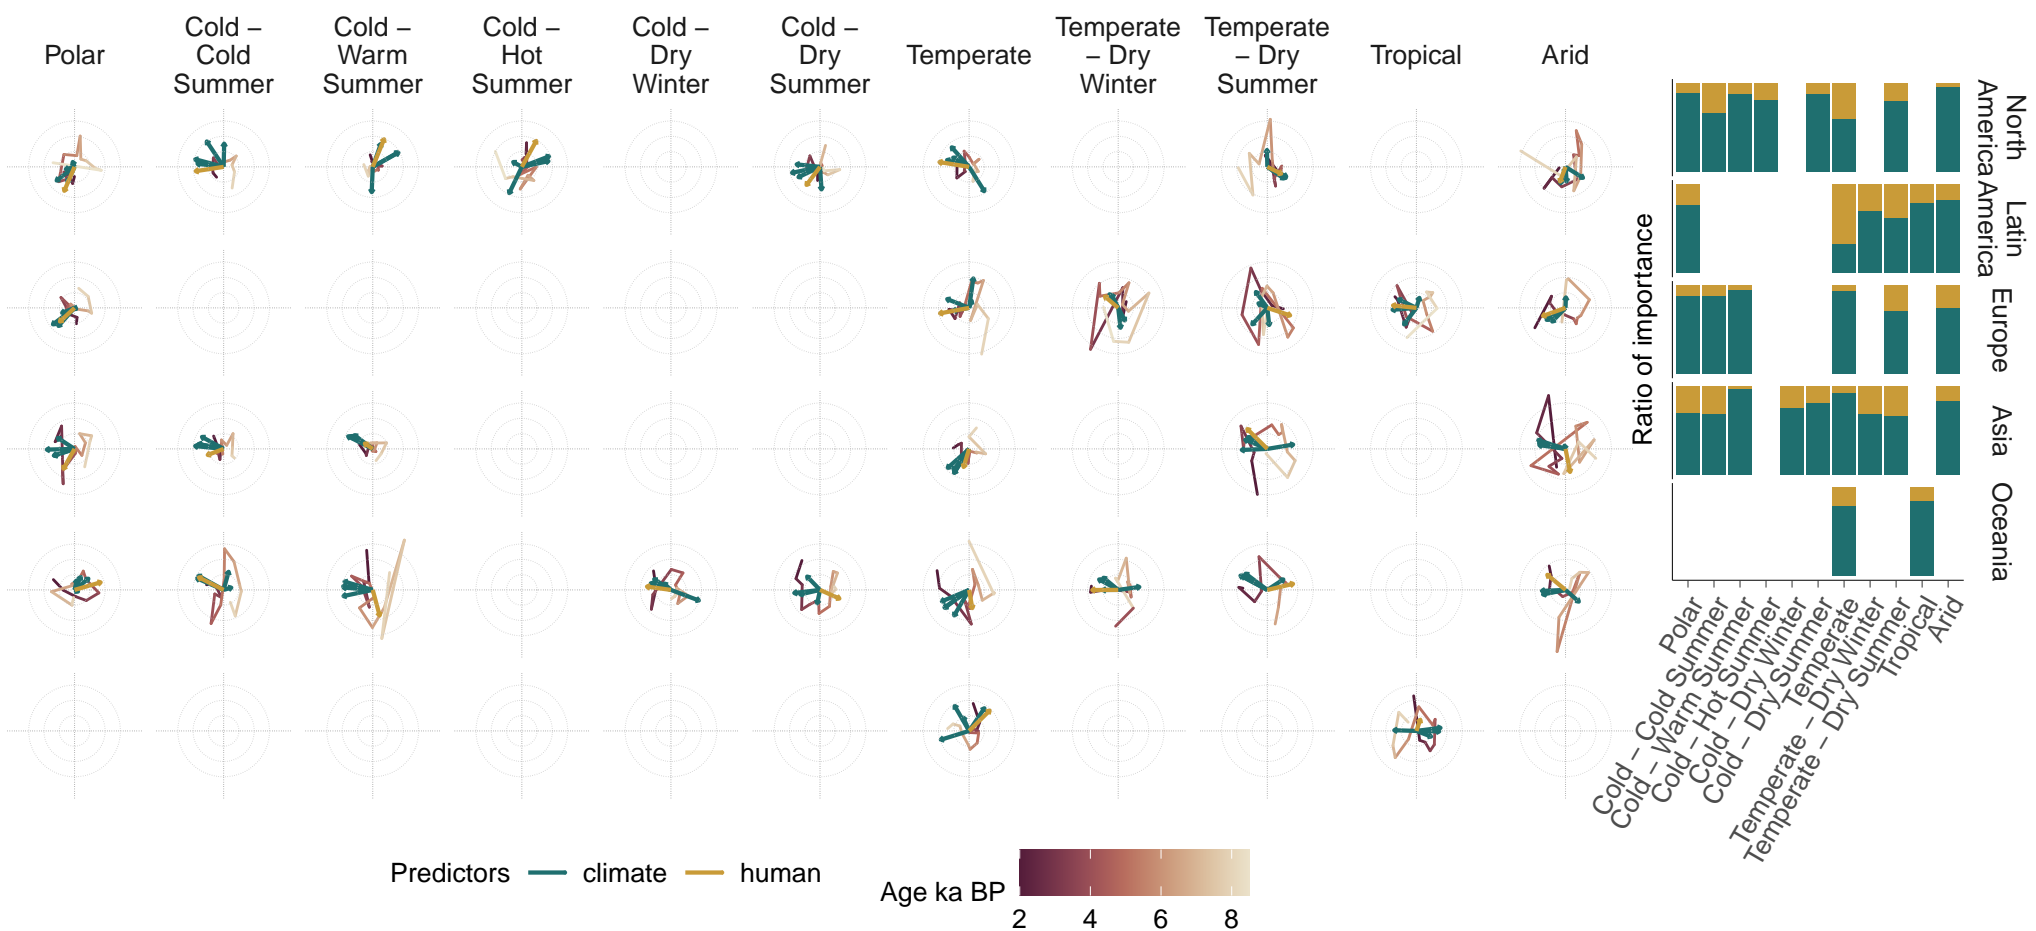 Polar
Cold –
Cold
Summer
Cold –
Warm
Summer
Cold –
Hot
Summer
Cold –
Dry
Winter
Cold –
Dry
Summer
Temperate
Temperate
– Dry
Winter
Temperate
– Dry
Summer
Tropical
Arid
North
America
Latin
America
Europe
Asia
Oceania
Ratio of importance
Polar
Cold – Cold Summer
Cold – Warm Summer
Cold – Hot Summer
Cold – Dry Winter
Cold – Dry Summer
Temperate
Temperate – Dry Winter
Temperate – Dry Summer
Tropical
Arid
Predictors climate human
Age ka BP
2 4 6 8